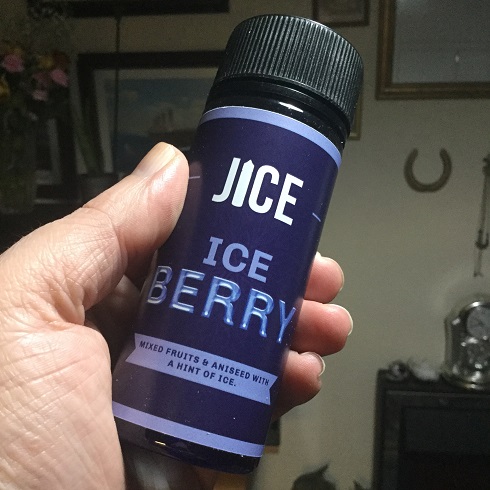 JICE
ICE
BERRY
MIXED FRUITS & ANISEED WITH
A HINT OF ICE.